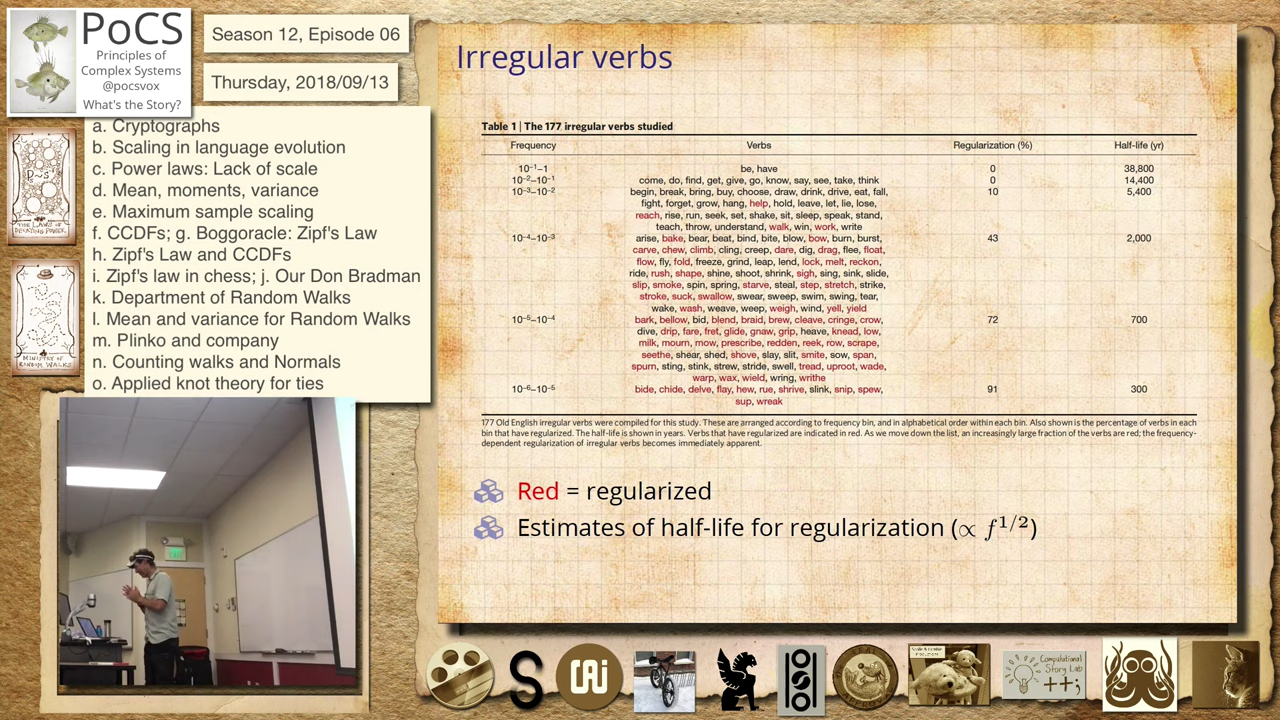 PoCS
Principles of
Complex Systems
@pocsvox
What's the Story?
Season 12, Episode 06
Thursday, 2018/09/13
a. Cryptographs
b. Scaling in language evolution
c. Power laws: Lack of scale
d. Mean, moments, variance
e. Maximum sample scaling
f. CCDFs; g. Boggoracle: Zipf's Law
h. Zipf's Law and CCDFs
i. Zipf's law in chess; j. Our Don Bradman
k. Department of Random Walks
l. Mean and variance for Random Walks
m. Plinko and company
n. Counting walks and Normals
o. Applied knot theory for ties
Irregular verbs
Table 1 | The 177 irregular verbs studied
Frequency Verbs Regularization (%) Half-life (yr)
10⁻¹–1 be, have 0 38,800
10⁻²–10⁻¹ come, do, find, get, give, go, know, say, see, take, think 0 14,400
10⁻³–10⁻² begin, break, bring, buy, choose, draw, drink, drive, eat, fall, 10 5,400
fight, forget, grow, hang, help, hold, leave, let, lie, lose,
reach, rise, run, seek, set, shake, sit, sleep, speak, stand,
teach, throw, understand, walk, win, work, write
10⁻⁴–10⁻³ arise, bake, bear, beat, bind, bite, blow, bow, burn, burst, 43 2,000
carve, chew, climb, cling, creep, dare, dig, drag, flee, float,
flow, fly, fold, freeze, grind, leap, lend, lock, melt, reckon,
ride, rush, shape, shine, shoot, shrink, sigh, sing, sink, slide,
slip, smoke, spin, spring, starve, steal, step, stretch, strike,
stroke, suck, swallow, swear, sweep, swim, swing, tear,
wake, wash, weave, weep, weigh, wind, yell, yield
10⁻⁵–10⁻⁴ bark, bellow, bid, blend, braid, brew, cleave, cringe, crow, 72 700
dive, drip, fare, fret, glide, gnaw, grip, heave, knead, low,
milk, mourn, mow, prescribe, redden, reek, row, scrape,
seethe, shear, shed, shove, slay, slit, smite, sow, span,
spurn, sting, stink, strew, stride, swell, tread, uproot, wade,
warp, wax, wield, wring, writhe
10⁻⁶–10⁻⁵ bide, chide, delve, flay, hew, rue, shrive, slink, snip, spew, 91 300
sup, wreak
177 Old English irregular verbs were compiled for this study. These are arranged according to frequency bin, and in alphabetical order within each bin. Also shown is the percentage of verbs in each
bin that have regularized. The half-life is shown in years. Verbs that have regularized are indicated in red. As we move down the list, an increasingly large fraction of the verbs are red; the frequency-
dependent regularization of irregular verbs becomes immediately apparent.
Red = regularized
Estimates of half-life for regularization (∝ f^{1/2})
Computational
Story Lab
++;